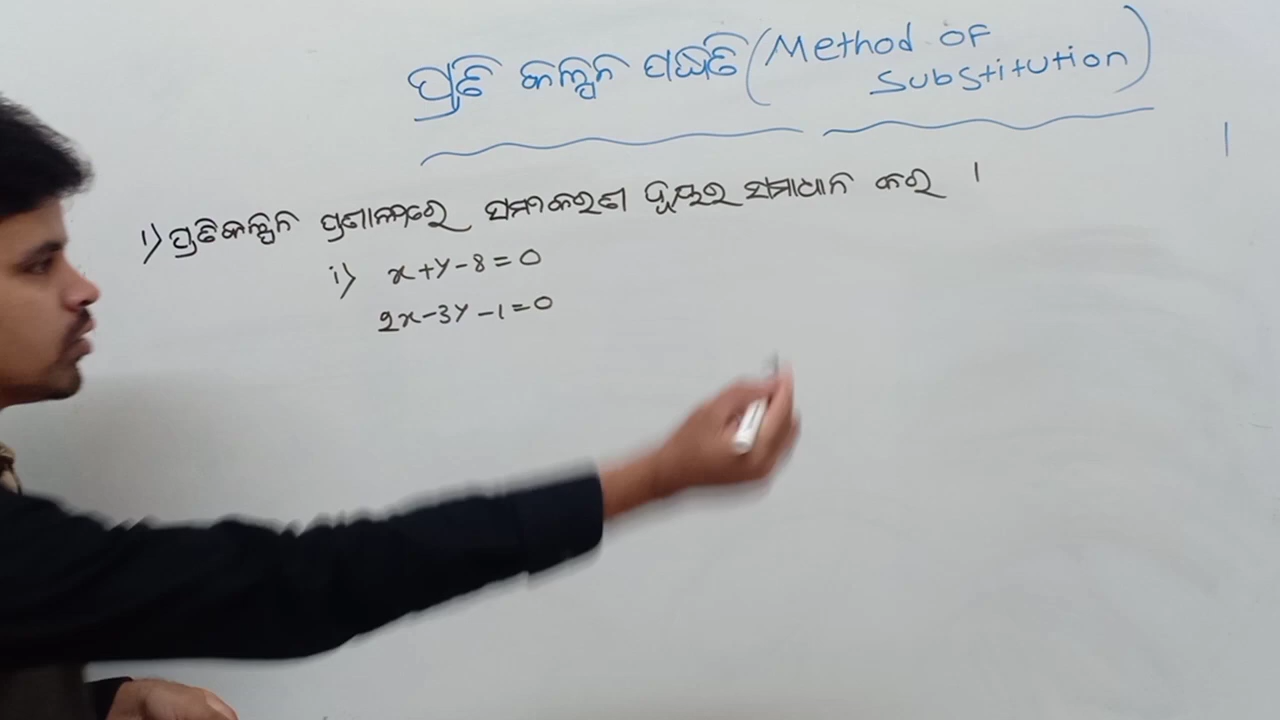 ପ୍ରତି କଳ୍ପନ ପଦ୍ଧତି (Method of Substitution)
1) ପ୍ରତିକଳ୍ପନ ପ୍ରଣାଳୀରେ ସମୀକରଣ ଦ୍ୱୟର ସମାଧାନ କର ।
i) x+y-8=0
2x-3y-1=0